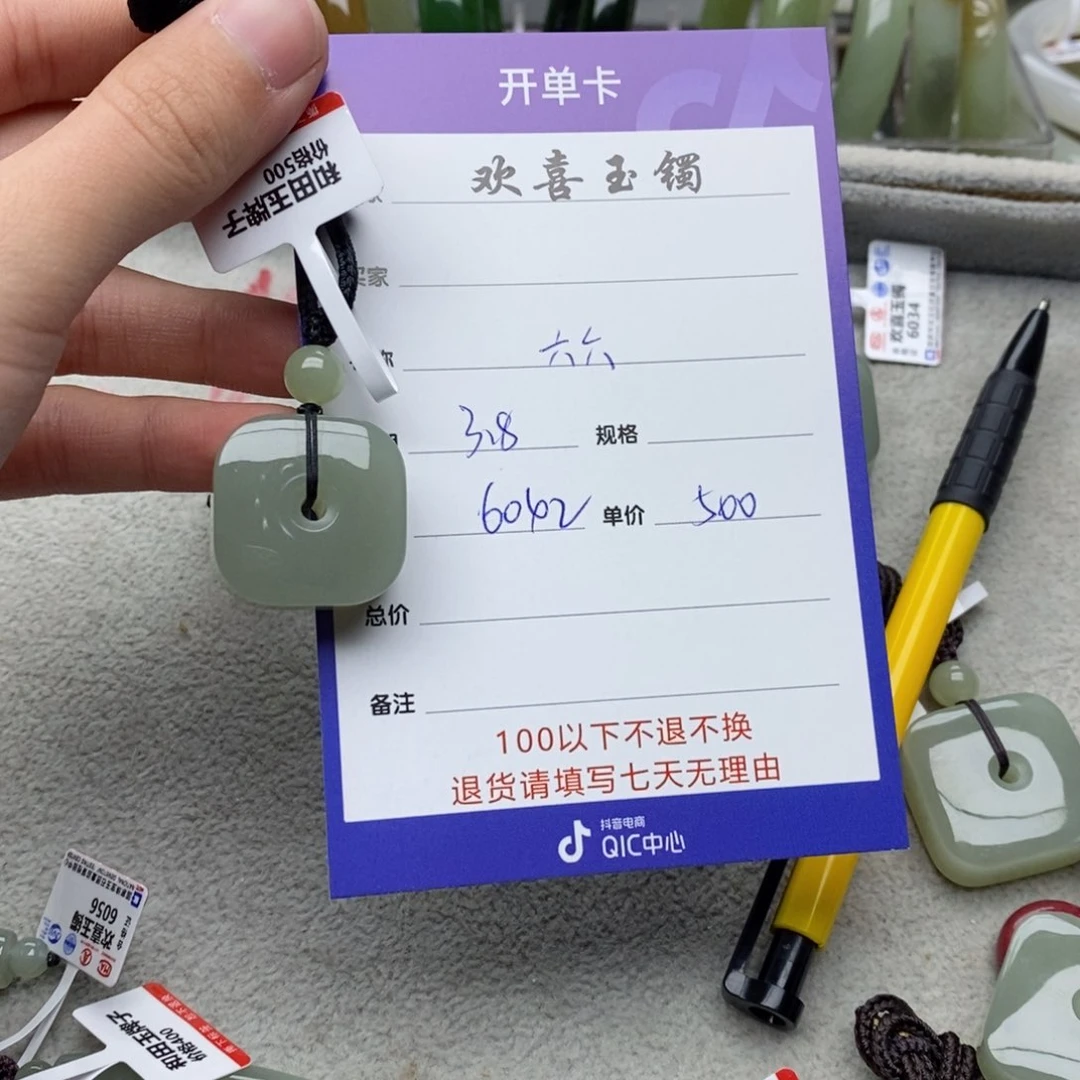 开单卡
欢喜玉镯
买家
六六
3.8 规格
6042 单价 500
总价
备注
100以下不退不换
退货请填写七天无理由
抖音电商
QIC中心
和田玉牌子
价格500
欢喜玉镯
6034
欢喜玉镯
6056
和田玉牌子
价格400